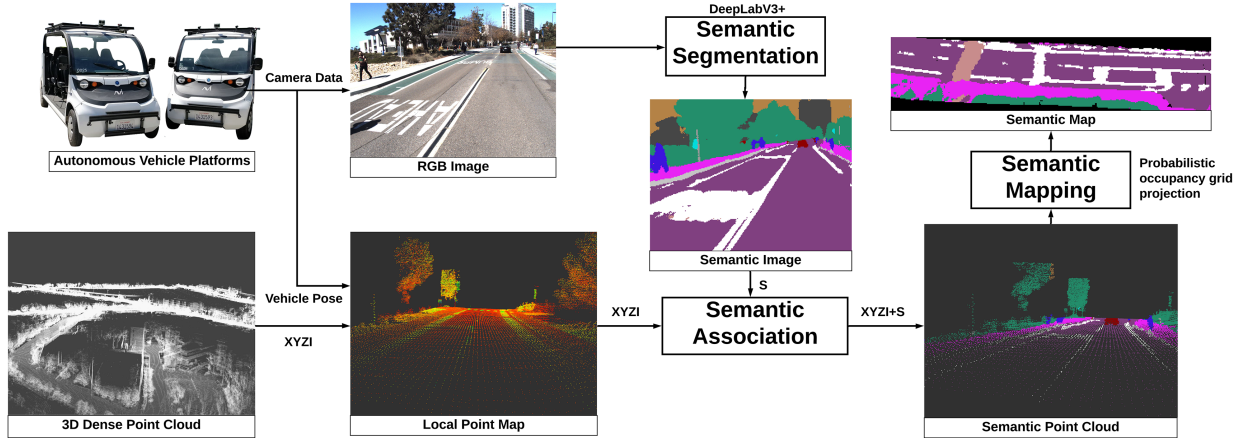 Autonomous Vehicle Platforms
Camera Data
RGB Image
AHEAD
DeepLabV3+
Semantic
Segmentation
Semantic Image
Semantic Map
Semantic
Mapping
Probabilistic
occupancy grid
projection
3D Dense Point Cloud
Vehicle Pose
XYZI
Local Point Map
XYZI
S
Semantic
Association
XYZI+S
Semantic Point Cloud